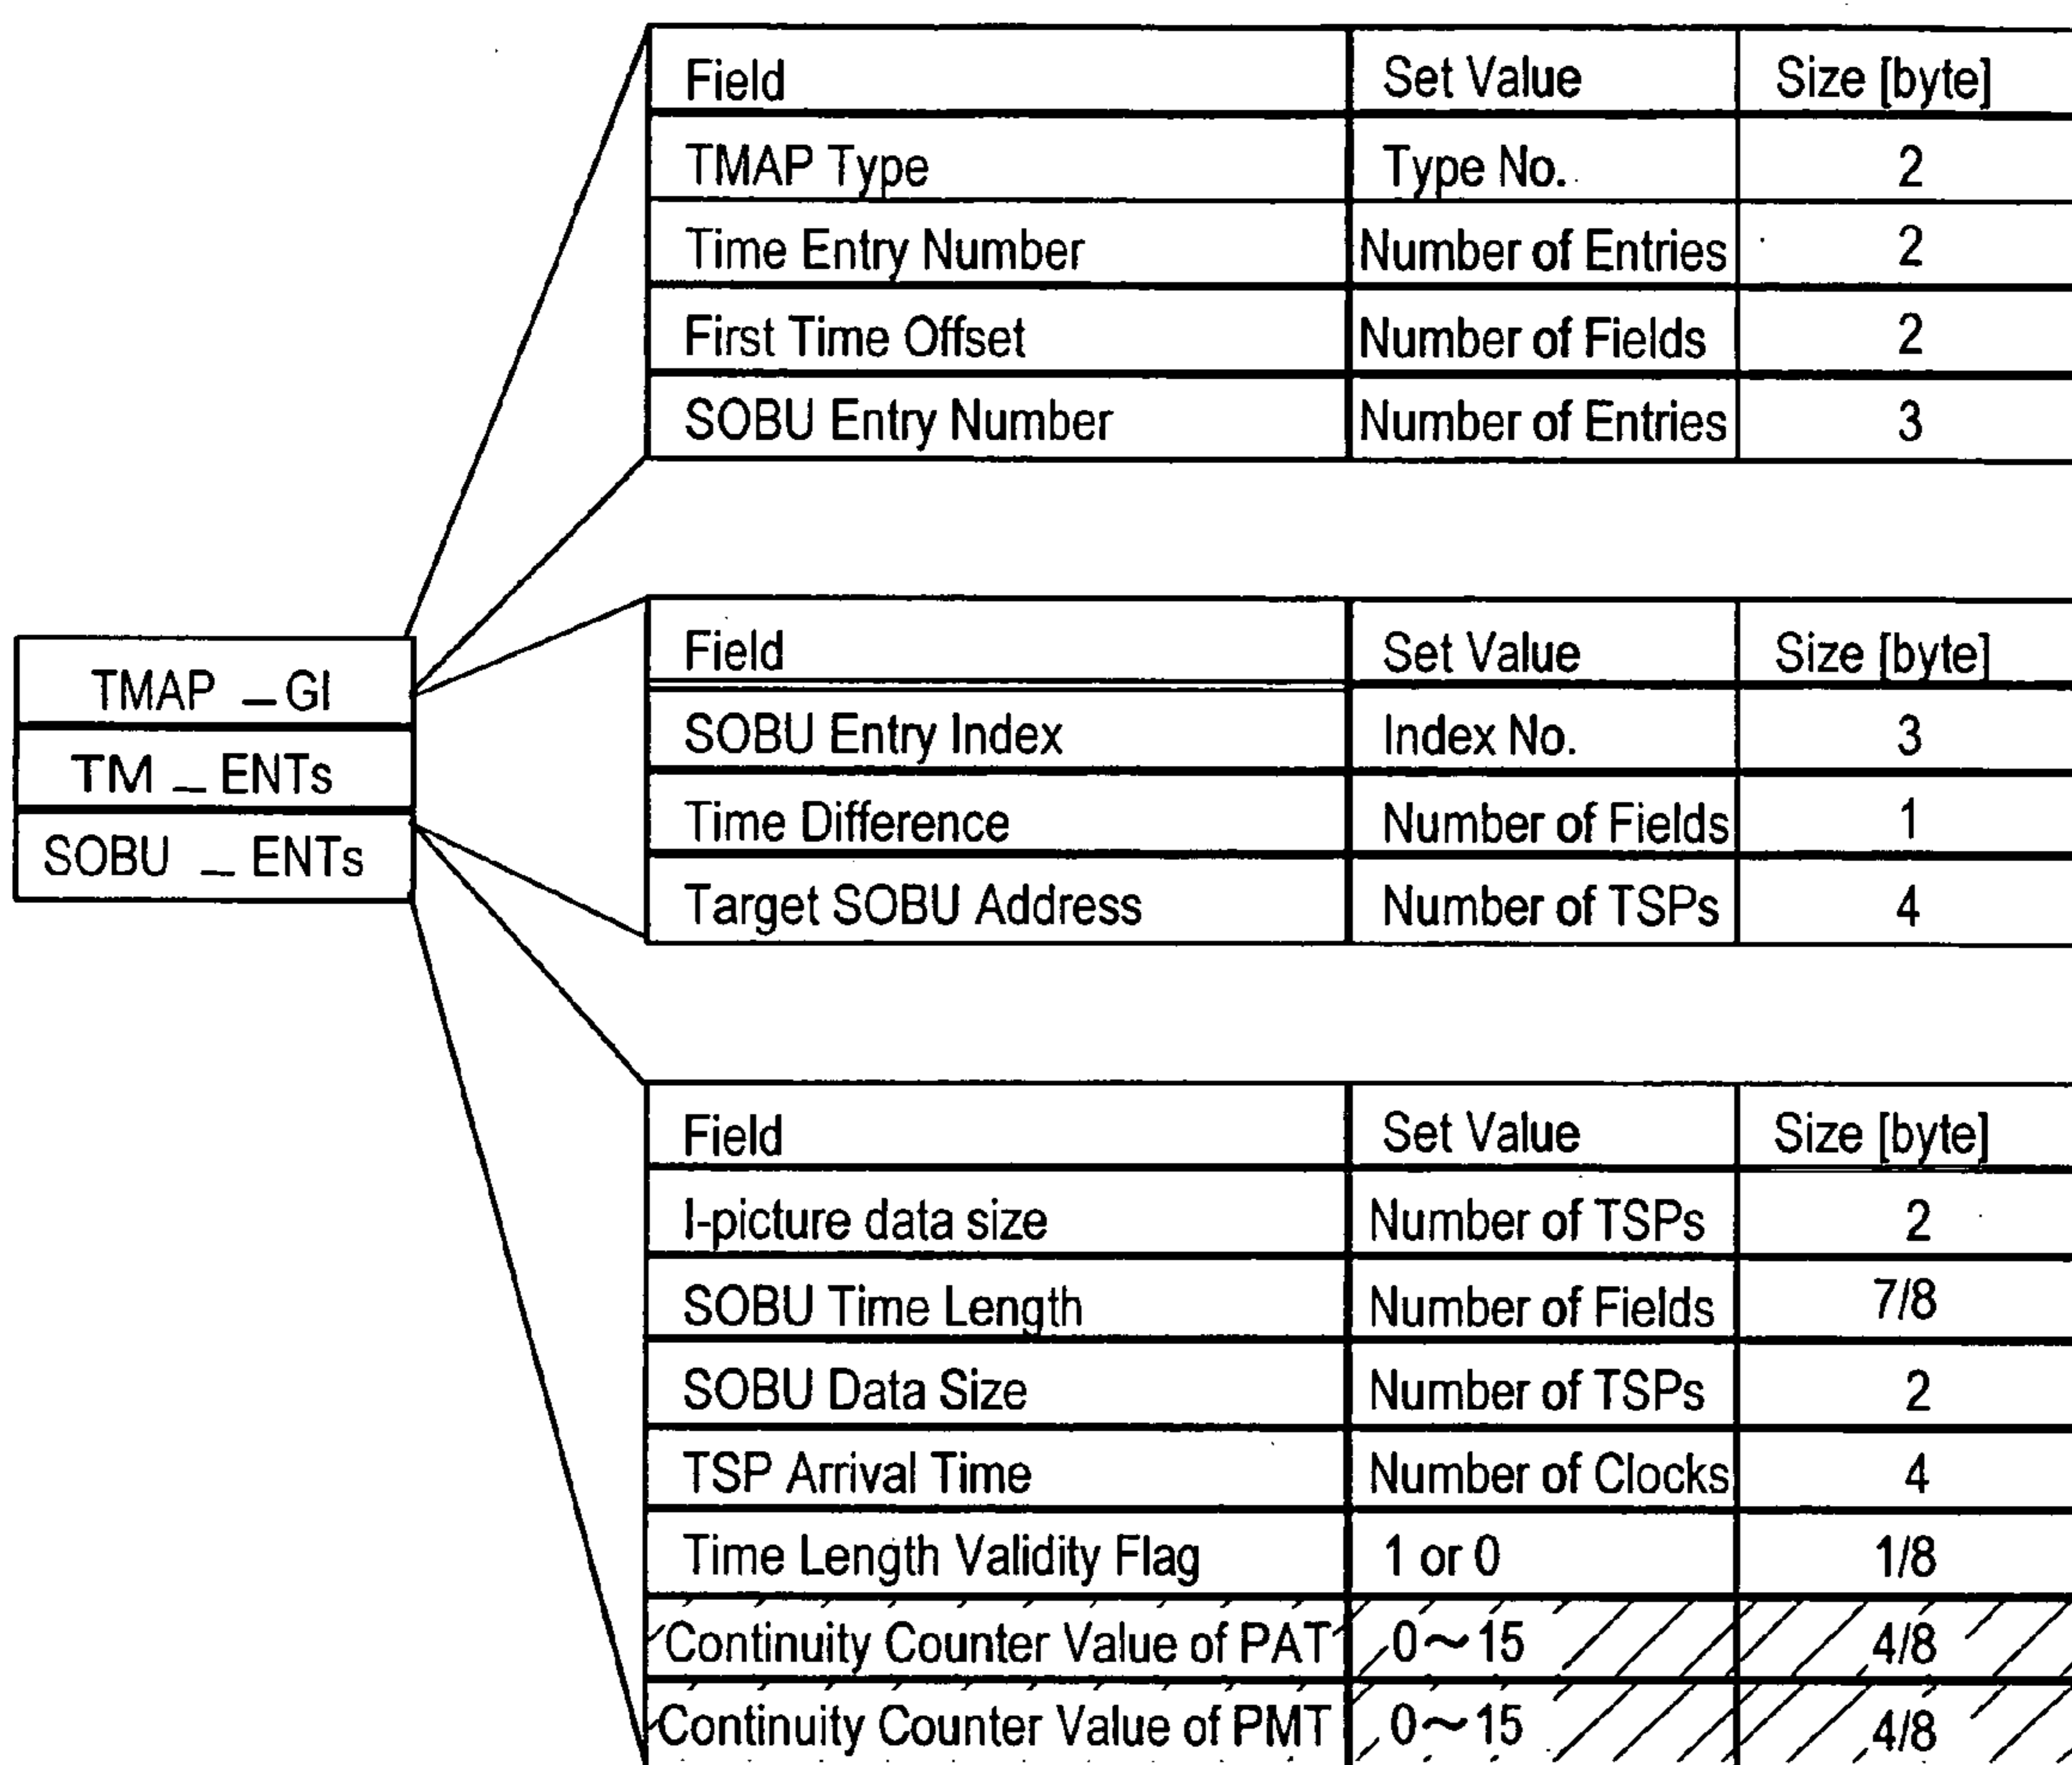 Field Set Value Size [byte]
TMAP Type Type No. 2
Time Entry Number Number of Entries 2
First Time Offset Number of Fields 2
SOBU Entry Number Number of Entries 3
TMAP _ GI
TM _ ENTs
SOBU _ ENTs
Field Set Value Size [byte]
SOBU Entry Index Index No. 3
Time Difference Number of Fields 1
Target SOBU Address Number of TSPs 4
Field Set Value Size [byte]
I-picture data size Number of TSPs 2
SOBU Time Length Number of Fields 7/8
SOBU Data Size Number of TSPs 2
TSP Arrival Time Number of Clocks 4
Time Length Validity Flag 1 or 0 1/8
Continuity Counter Value of PAT 0～15 4/8
Continuity Counter Value of PMT 0～15 4/8